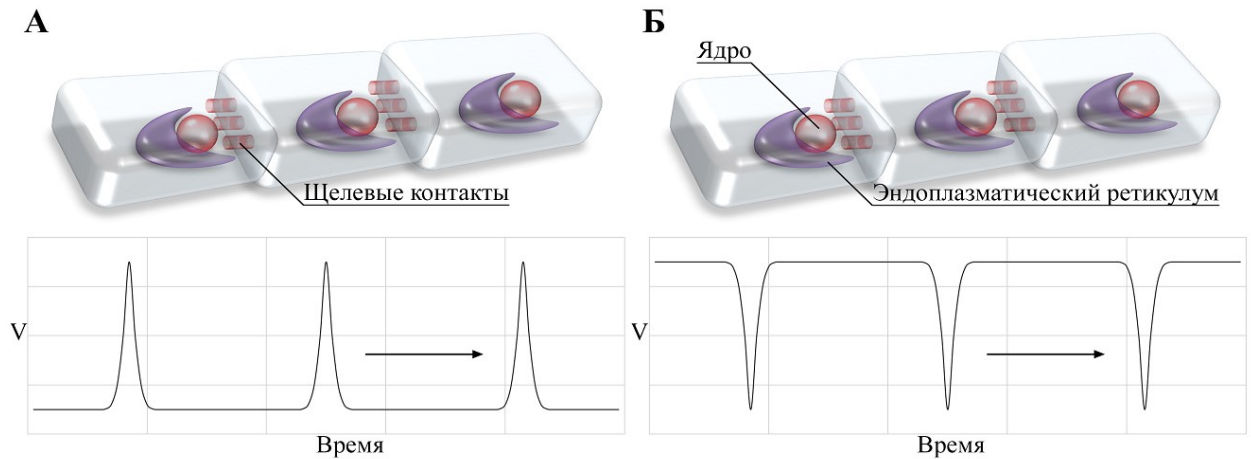 А
Щелевые контакты
V
Время
Б
Ядро
Эндоплазматический ретикулум
V
Время